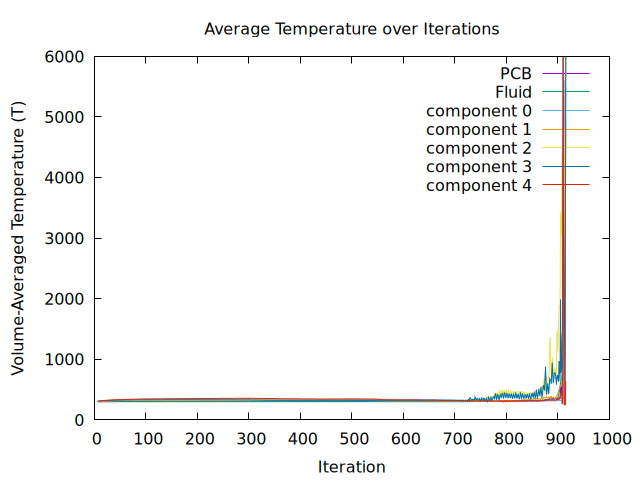 Average Temperature over Iterations
Volume-Averaged Temperature (T)
6000
5000
4000
3000
2000
1000
0
PCB
Fluid
component 0
component 1
component 2
component 3
component 4
0 100 200 300 400 500 600 700 800 900 1000
Iteration